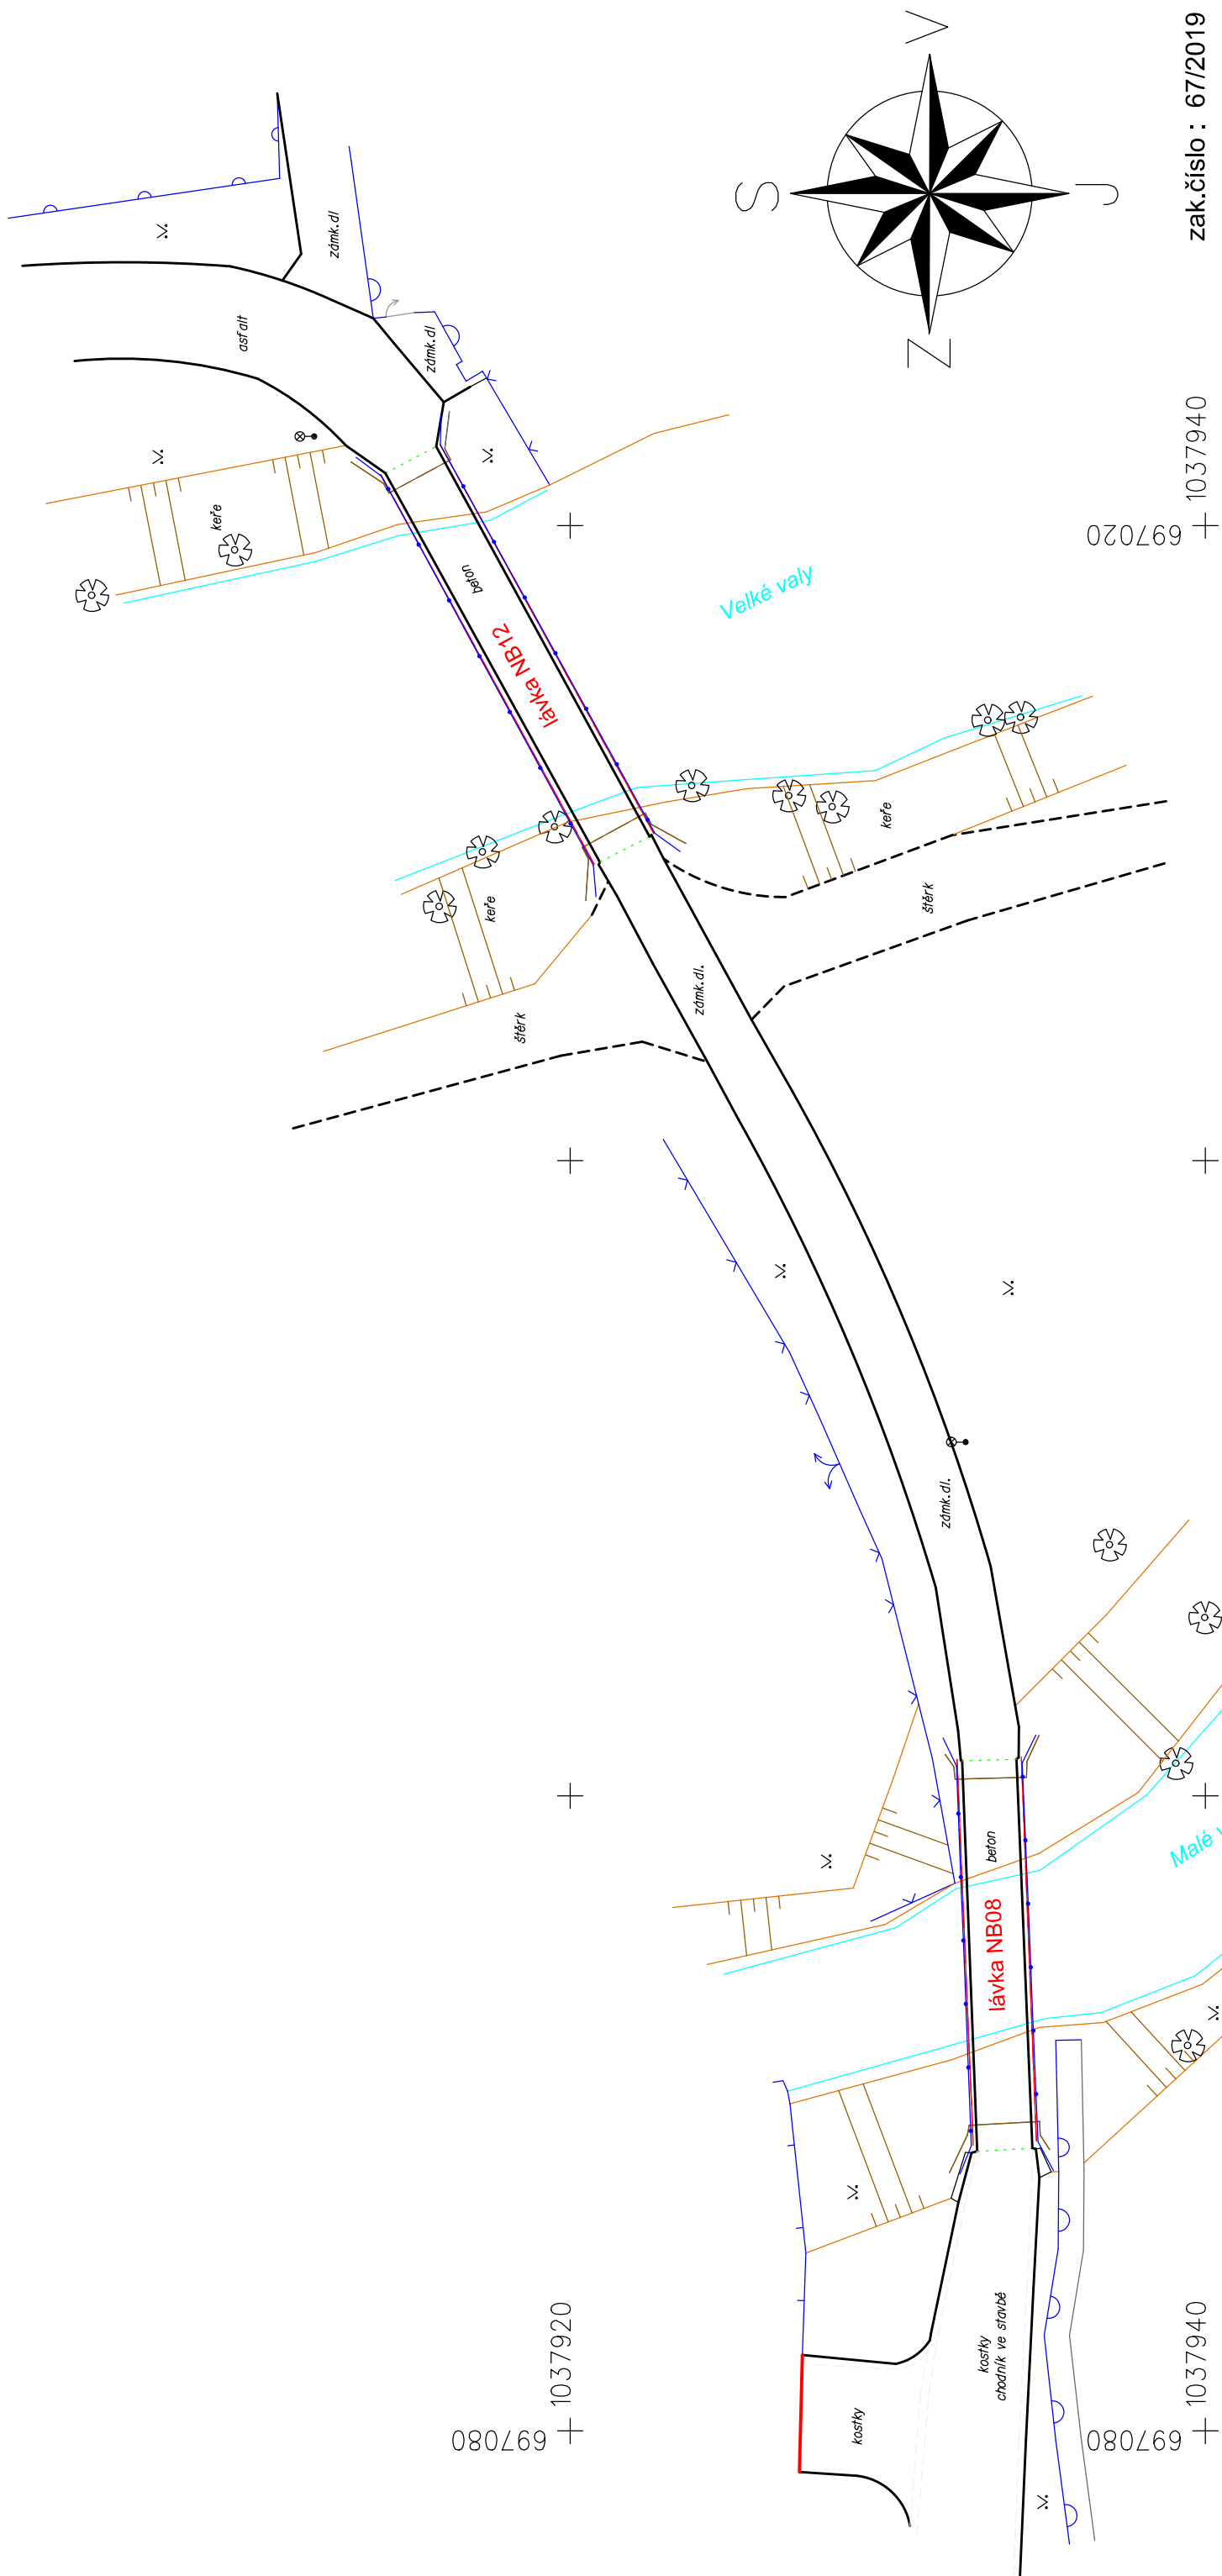 V
S
J
Z
zak.číslo : 67/2019
zámk.dl
asfalt
zámk.dl
keře
beton
lávka NB12
Velké valy
697020
1037940
keře
keře
štěrk
štěrk
zámk.dl.
zámk.dl.
beton
lávka NB08
Malé v
kostky
chodník ve stavbě
kostky
1037920
697080
1037940
697080